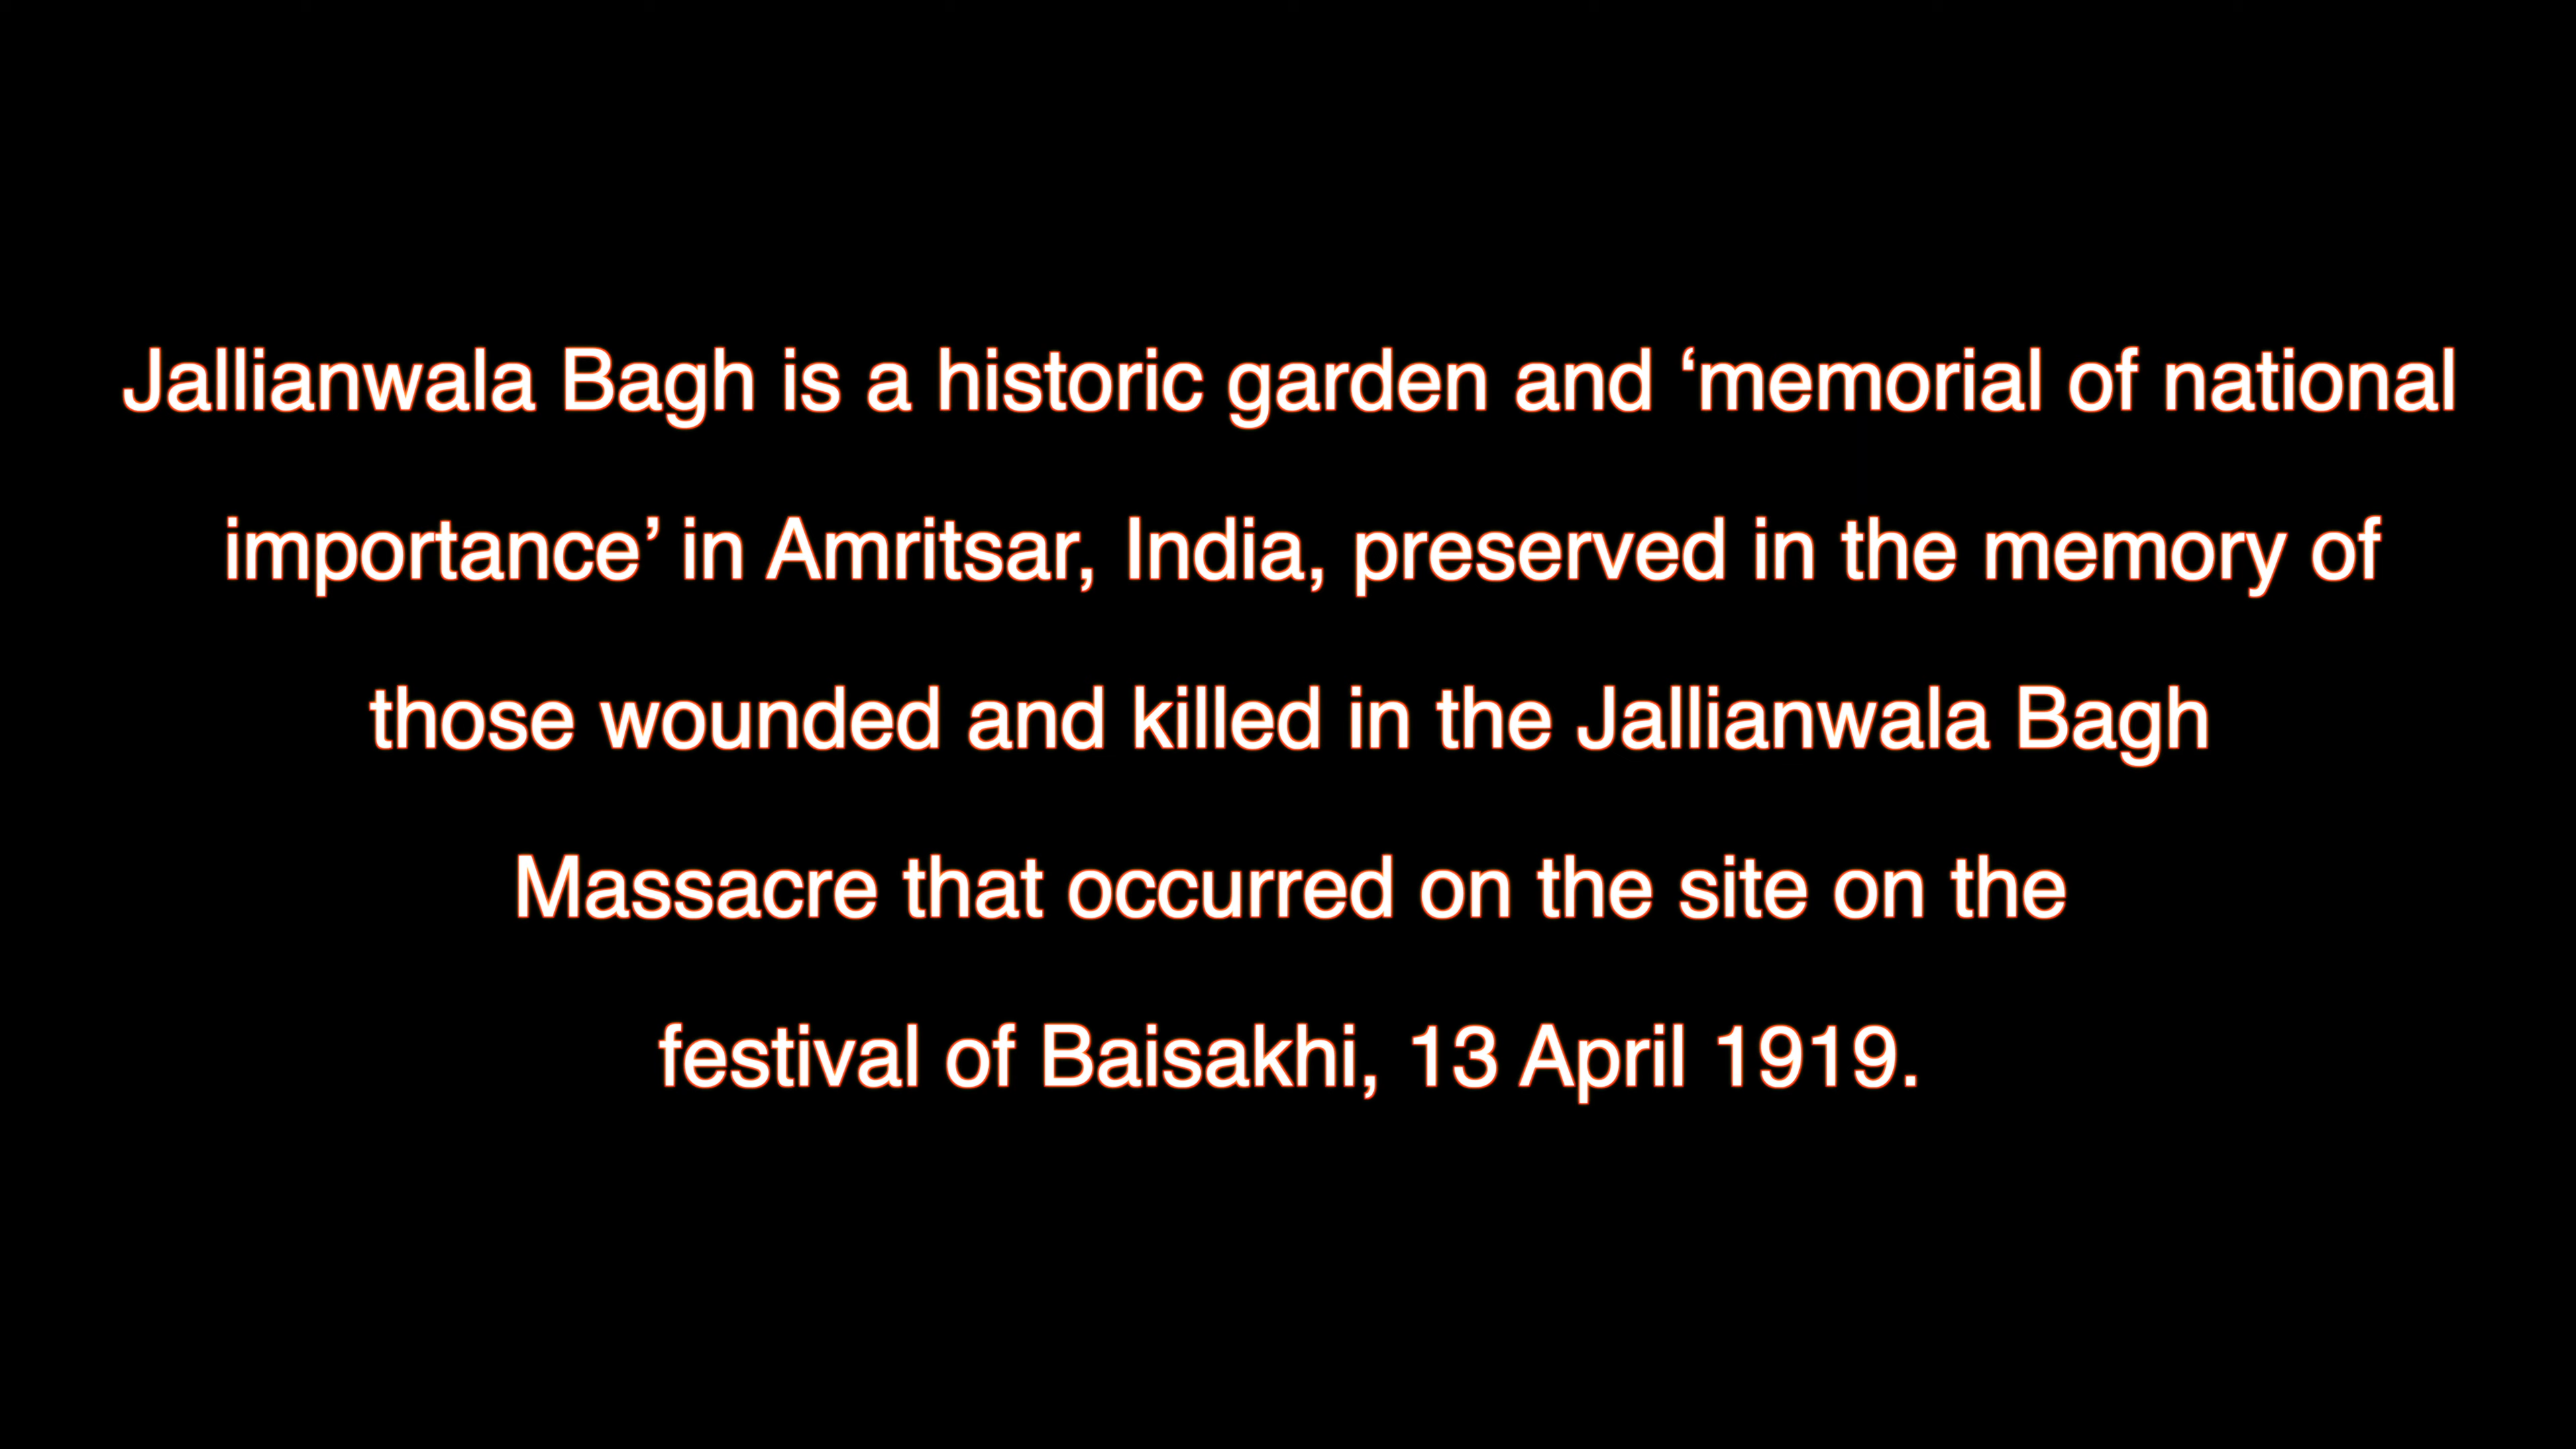 Jallianwala Bagh is a historic garden and ‘memorial of national
importance’ in Amritsar, India, preserved in the memory of
those wounded and killed in the Jallianwala Bagh
Massacre that occurred on the site on the
festival of Baisakhi, 13 April 1919.